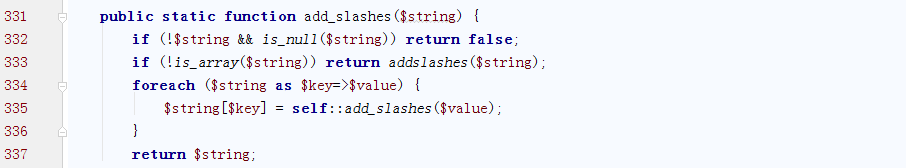 331 public static function add_slashes($string) {
332 if (!$string && is_null($string)) return false;
333 if (!is_array($string)) return addslashes($string);
334 foreach ($string as $key=>$value) {
335 $string[$key] = self::add_slashes($value);
336 }
337 return $string;